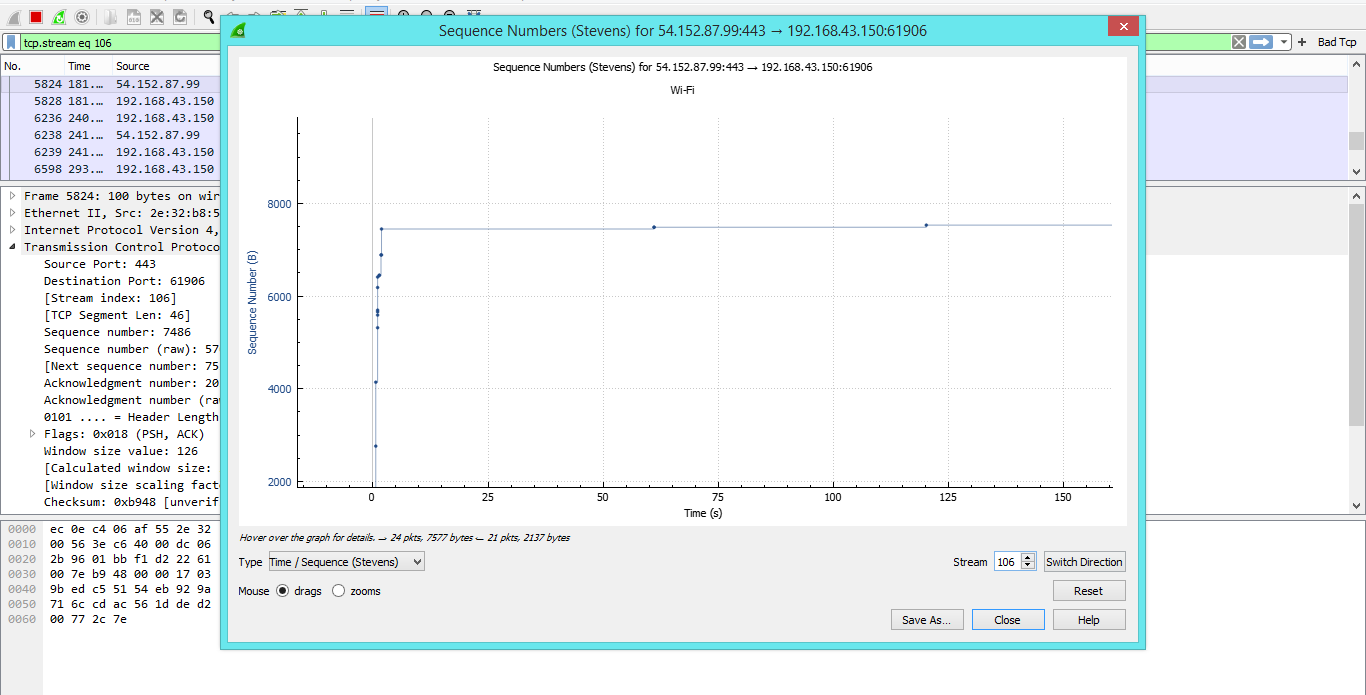 Sequence Numbers (Stevens) for 54.152.87.99:443 → 192.168.43.150:61906
tcp.stream eq 106
+ Bad Tcp
No. Time Source
5824 181.… 54.152.87.99
5828 181.… 192.168.43.150
6236 240.… 192.168.43.150
6238 241.… 54.152.87.99
6239 241.… 192.168.43.150
6598 293.… 192.168.43.150
Frame 5824: 100 bytes on wir
Ethernet II, Src: 2e:32:b8:5
Internet Protocol Version 4,
Transmission Control Protoco
Source Port: 443
Destination Port: 61906
[Stream index: 106]
[TCP Segment Len: 46]
Sequence number: 7486
Sequence number (raw): 57
[Next sequence number: 75
Acknowledgment number: 20
Acknowledgment number (ra
0101 .... = Header Length
Flags: 0x018 (PSH, ACK)
Window size value: 126
[Calculated window size:
[Window size scaling fact
Checksum: 0xb948 [unverif
0000 ec 0e c4 06 af 55 2e 32
0010 00 56 3e c6 40 00 dc 06
0020 2b 96 01 bb f1 d2 22 61
0030 00 7e b9 48 00 00 17 03
0040 9b ed c5 51 54 eb 92 9a
0050 71 6c cd ac 56 1d de d2
0060 00 77 2c 7e
Sequence Numbers (Stevens) for 54.152.87.99:443 → 192.168.43.150:61906
Wi-Fi
Sequence Number (B)
8000
6000
4000
2000
0 25 50 75 100 125 150
Time (s)
Hover over the graph for details. → 24 pkts, 7577 bytes ← 21 pkts, 2137 bytes
Type Time / Sequence (Stevens)
Stream 106 Switch Direction
Mouse drags zooms
Reset
Save As... Close Help